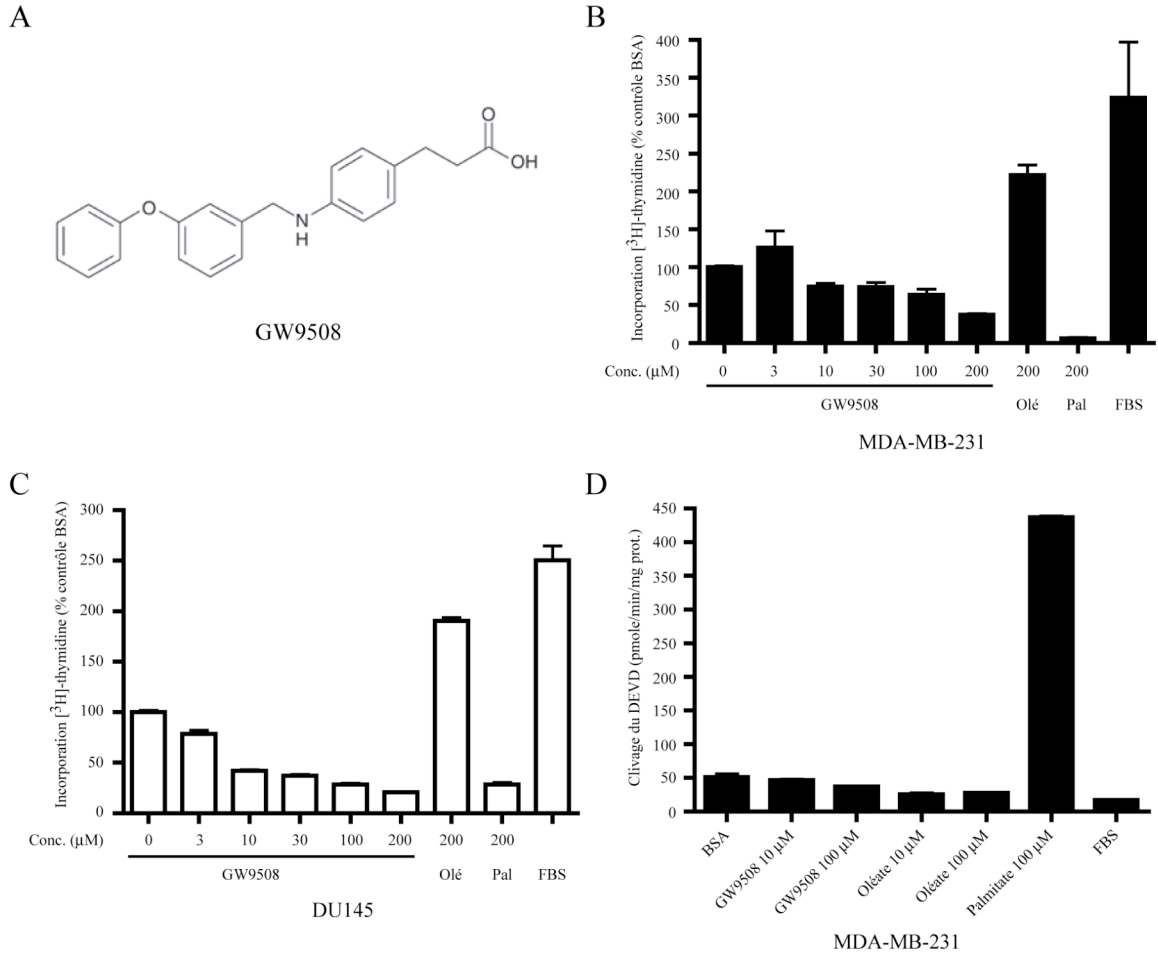 A
O
OH
O
N
H
GW9508
B
Incorporation [³H]-thymidine (% contrôle BSA)
400
350
300
250
200
150
100
50
0
Conc. (µM) 0 3 10 30 100 200 200 200
GW9508 Olé Pal FBS
MDA-MB-231
C
Incorporation [³H]-thymidine (% contrôle BSA)
300
250
200
150
100
50
0
Conc. (µM) 0 3 10 30 100 200 200 200
GW9508 Olé Pal FBS
DU145
D
Clivage du DEVD (pmole/min/mg prot.)
450
400
350
300
250
200
150
100
50
0
BSA
GW9508 10 µM
GW9508 100 µM
Oléate 10 µM
Oléate 100 µM
Palmitate 100 µM
FBS
MDA-MB-231